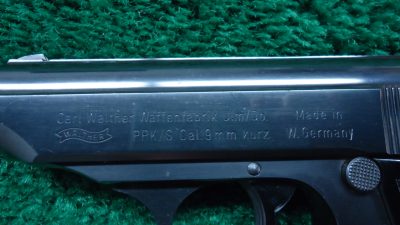 Carl Walther Waffenfabrik Ulm/Do. Made in
WALTHER PPK/S Cal. 9mm kurz W. Germany